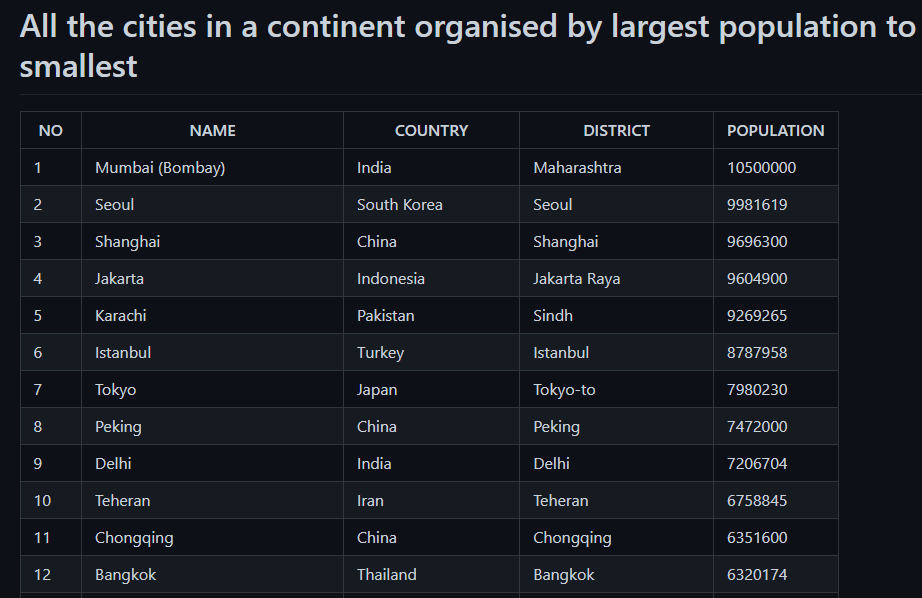 All the cities in a continent organised by largest population to
smallest
NO NAME COUNTRY DISTRICT POPULATION
1 Mumbai (Bombay) India Maharashtra 10500000
2 Seoul South Korea Seoul 9981619
3 Shanghai China Shanghai 9696300
4 Jakarta Indonesia Jakarta Raya 9604900
5 Karachi Pakistan Sindh 9269265
6 Istanbul Turkey Istanbul 8787958
7 Tokyo Japan Tokyo-to 7980230
8 Peking China Peking 7472000
9 Delhi India Delhi 7206704
10 Teheran Iran Teheran 6758845
11 Chongqing China Chongqing 6351600
12 Bangkok Thailand Bangkok 6320174